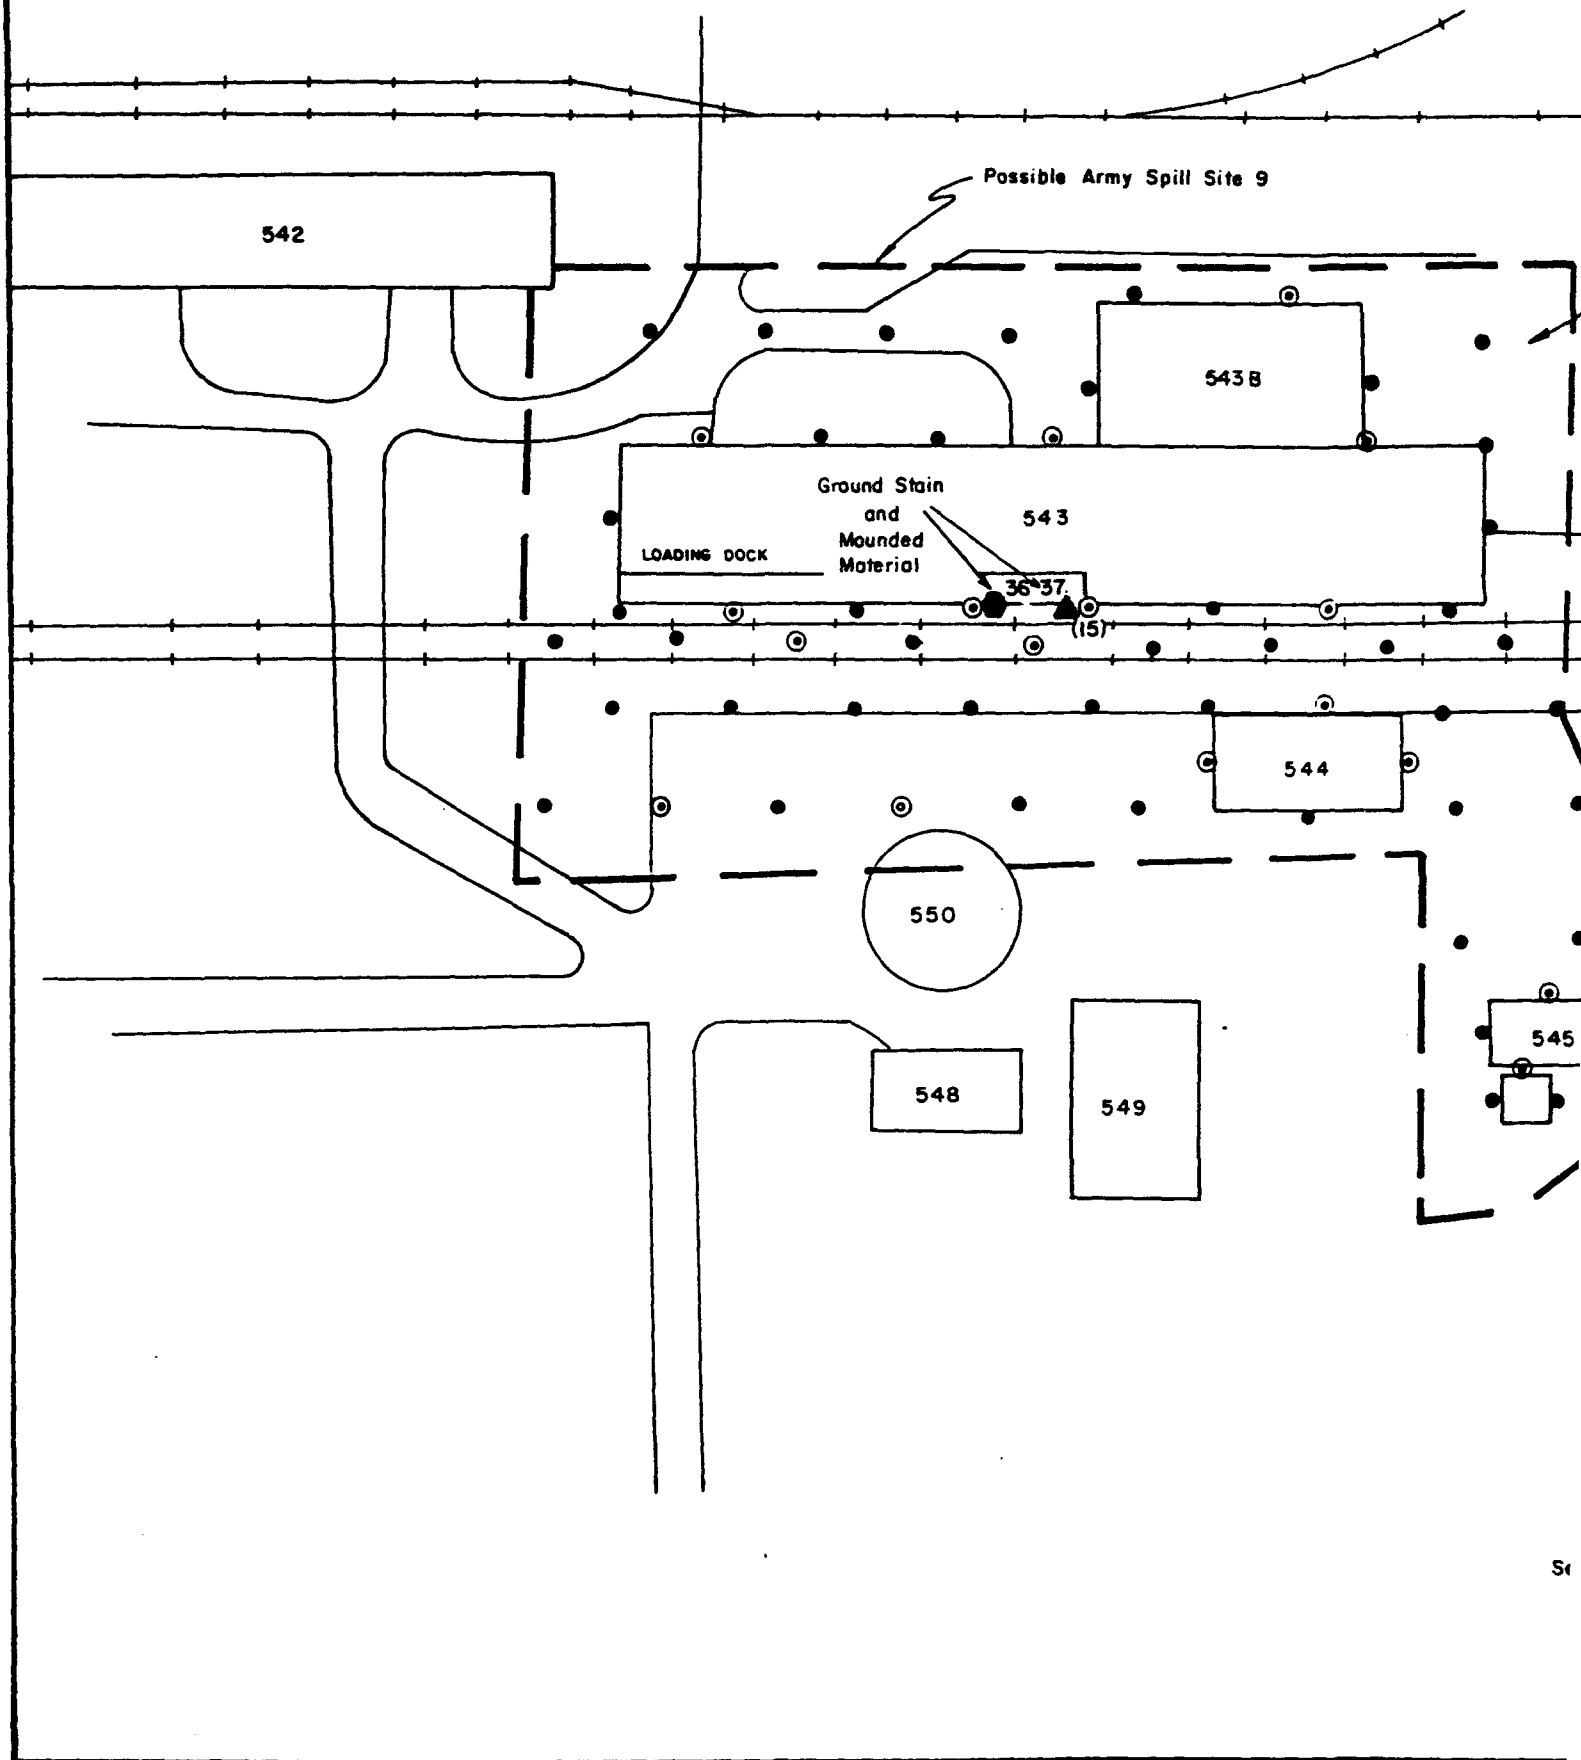 Possible Army Spill Site 9
542
543B
Ground Stain
and
Mounded
Material
543
LOADING DOCK
36 37
(15)
544
550
545
548
549